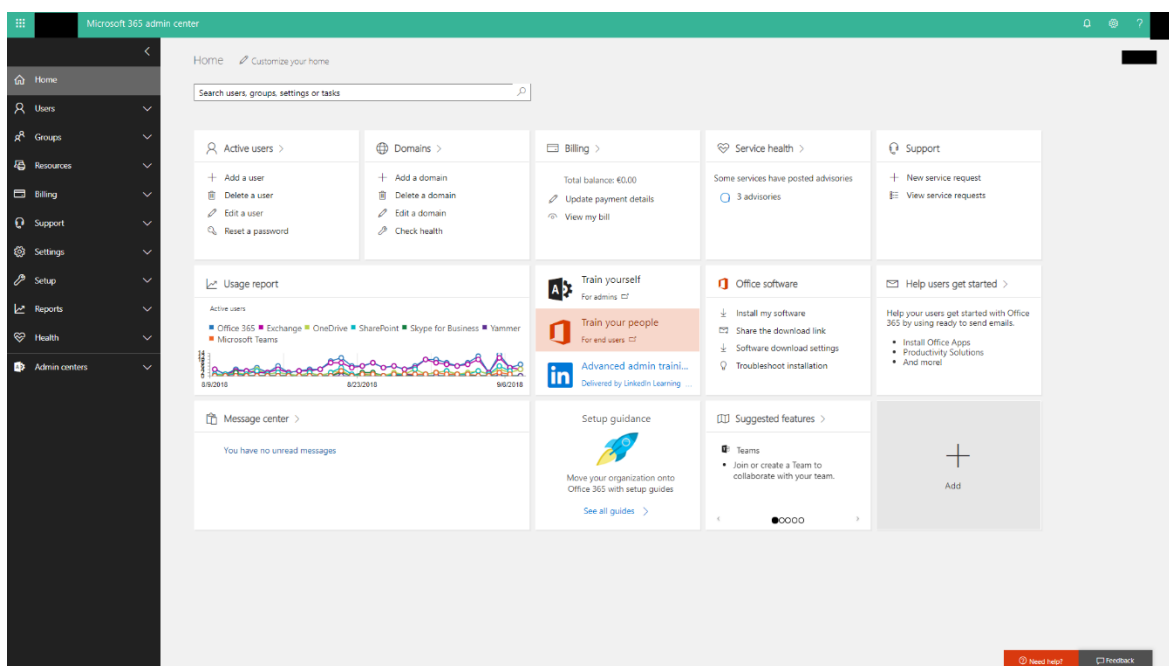 Microsoft 365 admin center
?
Home
Users
Groups
Resources
Billing
Support
Settings
Setup
Reports
Health
Admin centers
Home Customize your home
Search users, groups, settings or tasks
Active users >
Add a user
Delete a user
Edit a user
Reset a password
Domains >
Add a domain
Delete a domain
Edit a domain
Check health
Billing >
Total balance: €0.00
Update payment details
View my bill
Service health >
Some services have posted advisories
3 advisories
Support
New service request
View service requests
Usage report
Active users
Office 365 Exchange OneDrive SharePoint Skype for Business Yammer
Microsoft Teams
8/9/2018 8/23/2018 9/6/2018
Train yourself
For admins
Train your people
For end users
Advanced admin traini...
Delivered by LinkedIn Learning ...
Office software
Install my software
Share the download link
Software download settings
Troubleshoot installation
Help users get started >
Help your users get started with Office
365 by using ready to send emails.
• Install Office Apps
• Productivity Solutions
• And more!
Message center >
You have no unread messages
Setup guidance
Move your organization onto
Office 365 with setup guides
See all guides >
Suggested features >
Teams
• Join or create a Team to
collaborate with your team.
Add
Need help?
Feedback